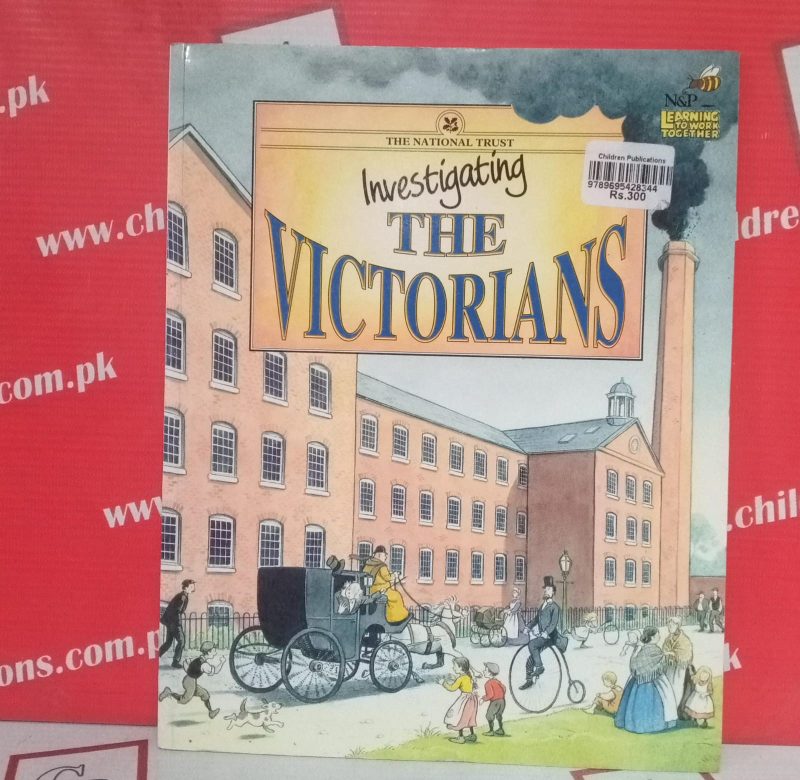 .pk
www.ch
dre
.com.pk
www
.chil
ons.com.p
k
THE NATIONAL TRUST
Investigating
THE
VICTORIANS
N&P
LEARNING
TO WORK
TOGETHER
Children Publications
9789695428344
Rs.300